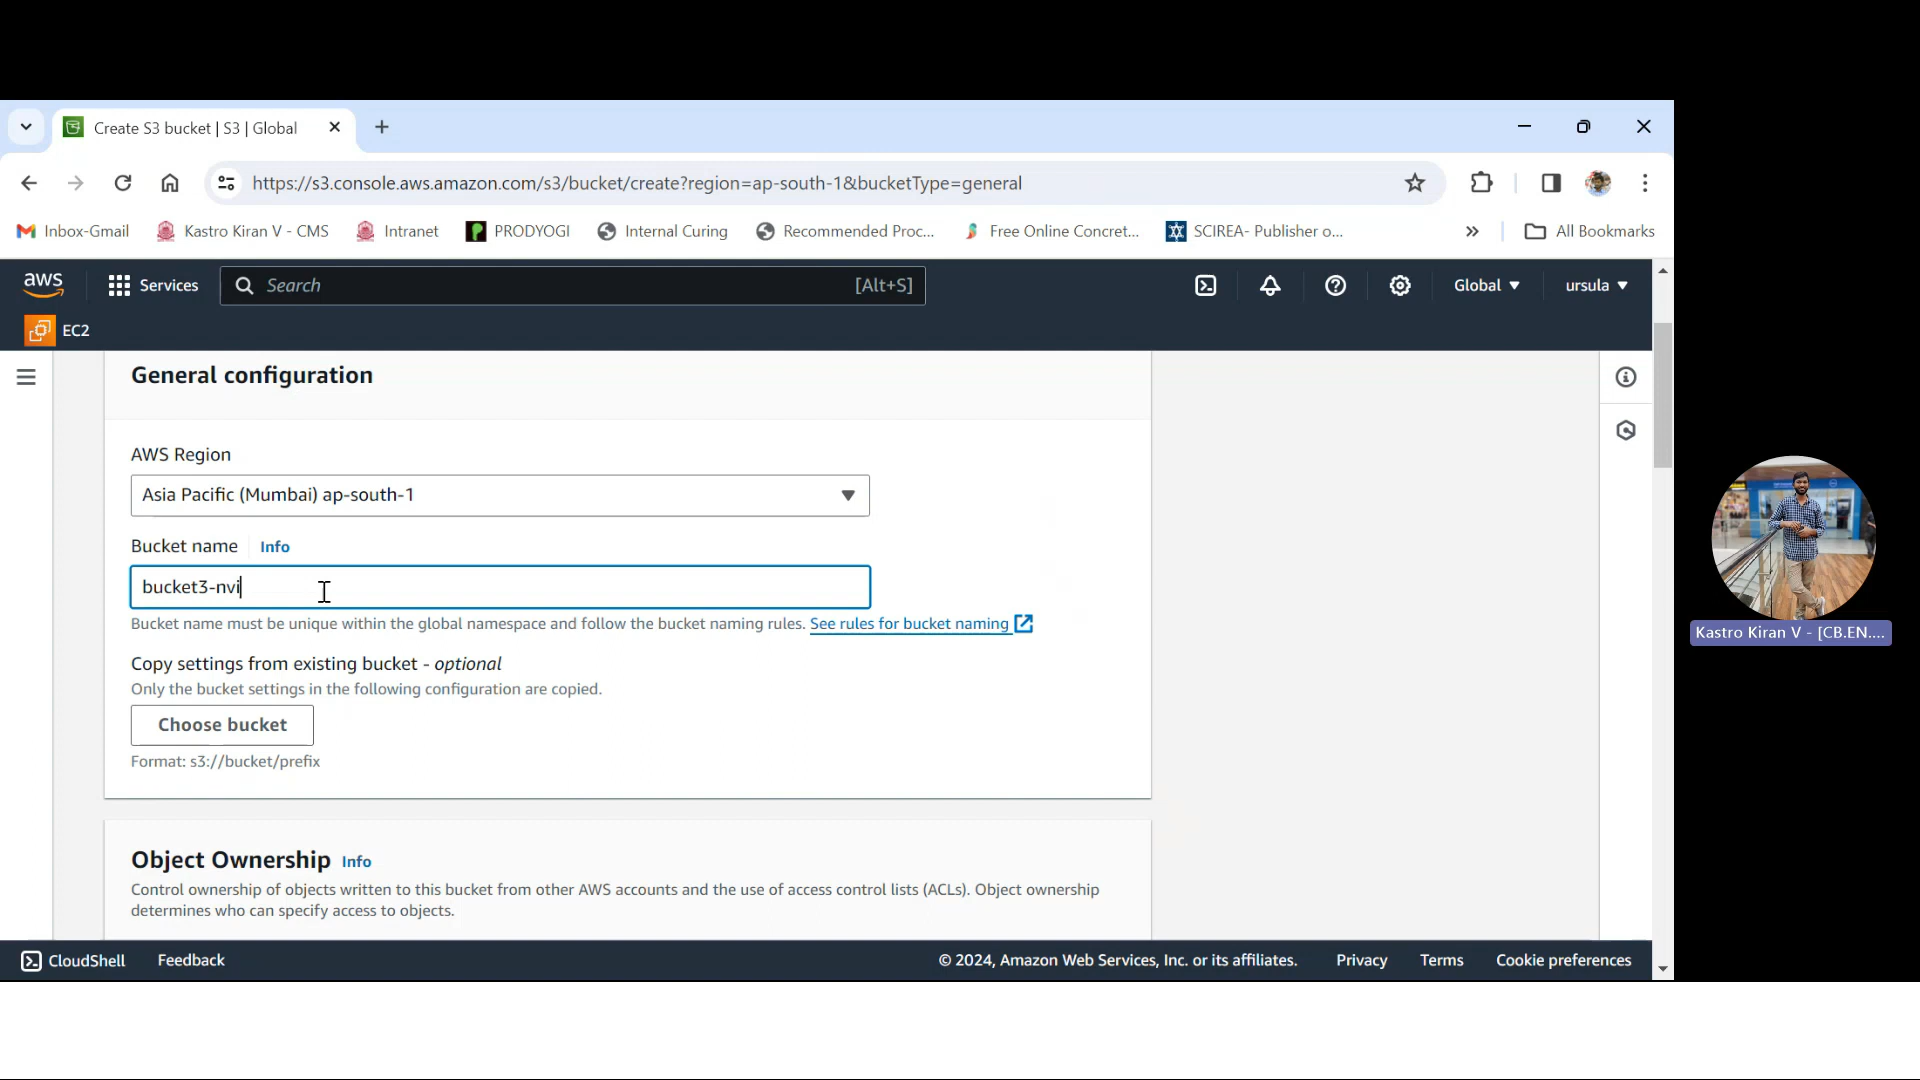 Create S3 bucket | S3 | Global
https://s3.console.aws.amazon.com/s3/bucket/create?region=ap-south-1&bucketType=general
Inbox-Gmail Kastro Kiran V - CMS Intranet PRODYOGI Internal Curing Recommended Proc... Free Online Concret... SCIREA- Publisher o... » All Bookmarks
aws Services Search [Alt+S] Global ursula
EC2
General configuration
AWS Region
Asia Pacific (Mumbai) ap-south-1
Bucket name Info
bucket3-nvi
Bucket name must be unique within the global namespace and follow the bucket naming rules. See rules for bucket naming
Copy settings from existing bucket - optional
Only the bucket settings in the following configuration are copied.
Choose bucket
Format: s3://bucket/prefix
Kastro Kiran V - [CB.EN....
Object Ownership Info
Control ownership of objects written to this bucket from other AWS accounts and the use of access control lists (ACLs). Object ownership
determines who can specify access to objects.
CloudShell Feedback © 2024, Amazon Web Services, Inc. or its affiliates. Privacy Terms Cookie preferences